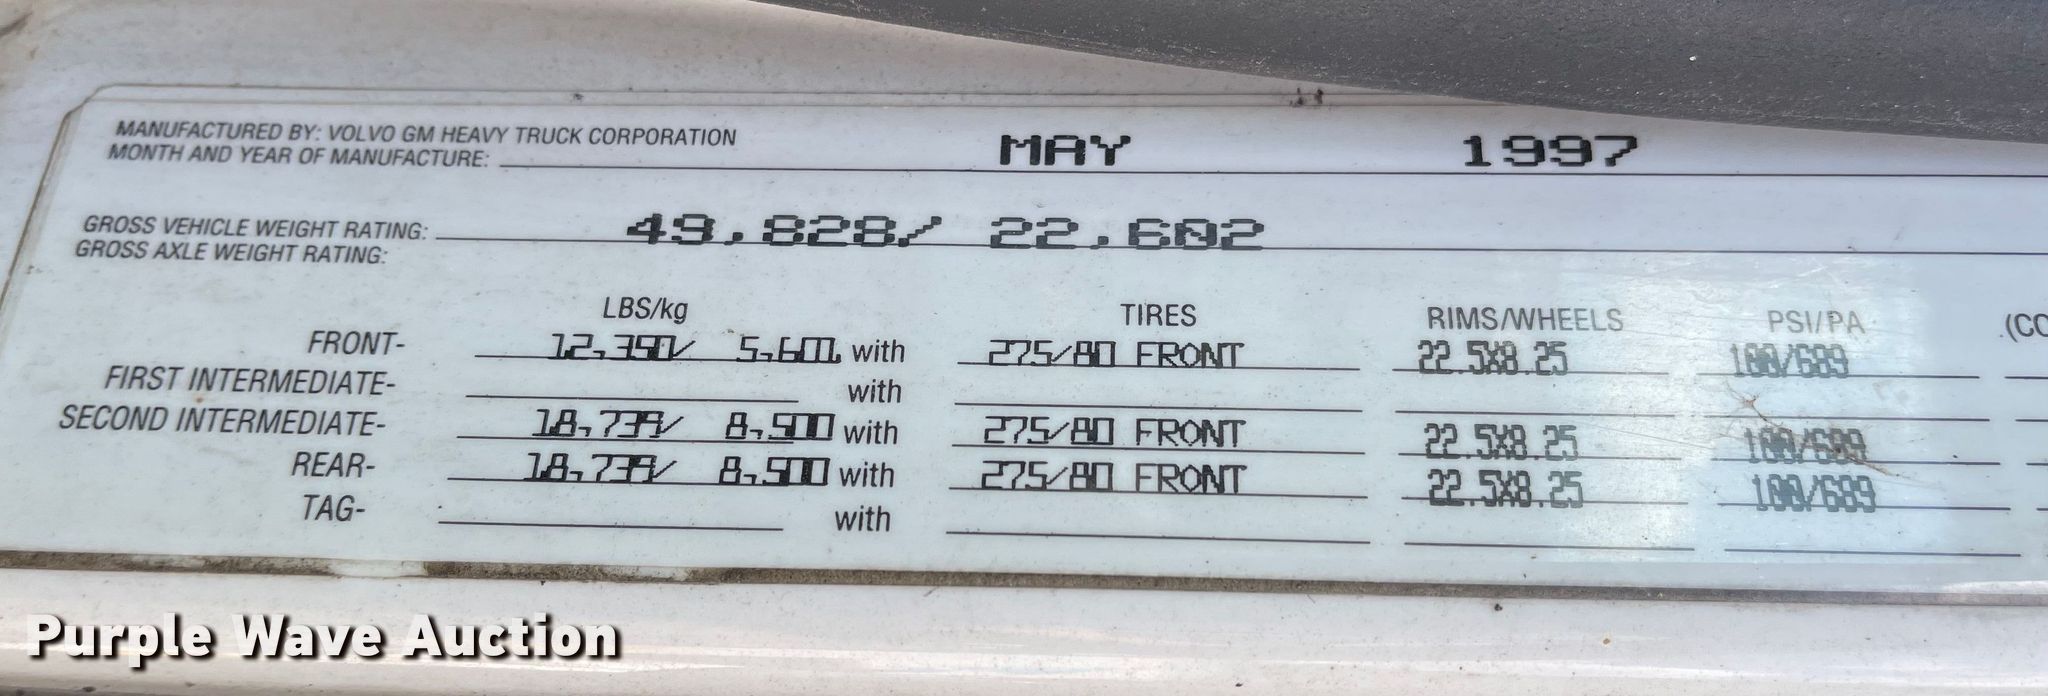 MANUFACTURED BY: VOLVO GM HEAVY TRUCK CORPORATION
MONTH AND YEAR OF MANUFACTURE: MAY 1997
GROSS VEHICLE WEIGHT RATING: 49,828/ 22,602
GROSS AXLE WEIGHT RATING:
LBS/kg TIRES RIMS/WHEELS PSI/PA
FRONT- 12,350/ 5,601 with 275/80 FRONT 22.5X8.25 100/689
FIRST INTERMEDIATE- with
SECOND INTERMEDIATE- 18,739/ 8,500 with 275/80 FRONT 22.5X8.25 100/689
REAR- 18,739/ 8,500 with 275/80 FRONT 22.5X8.25 100/689
TAG- with
Purple Wave Auction